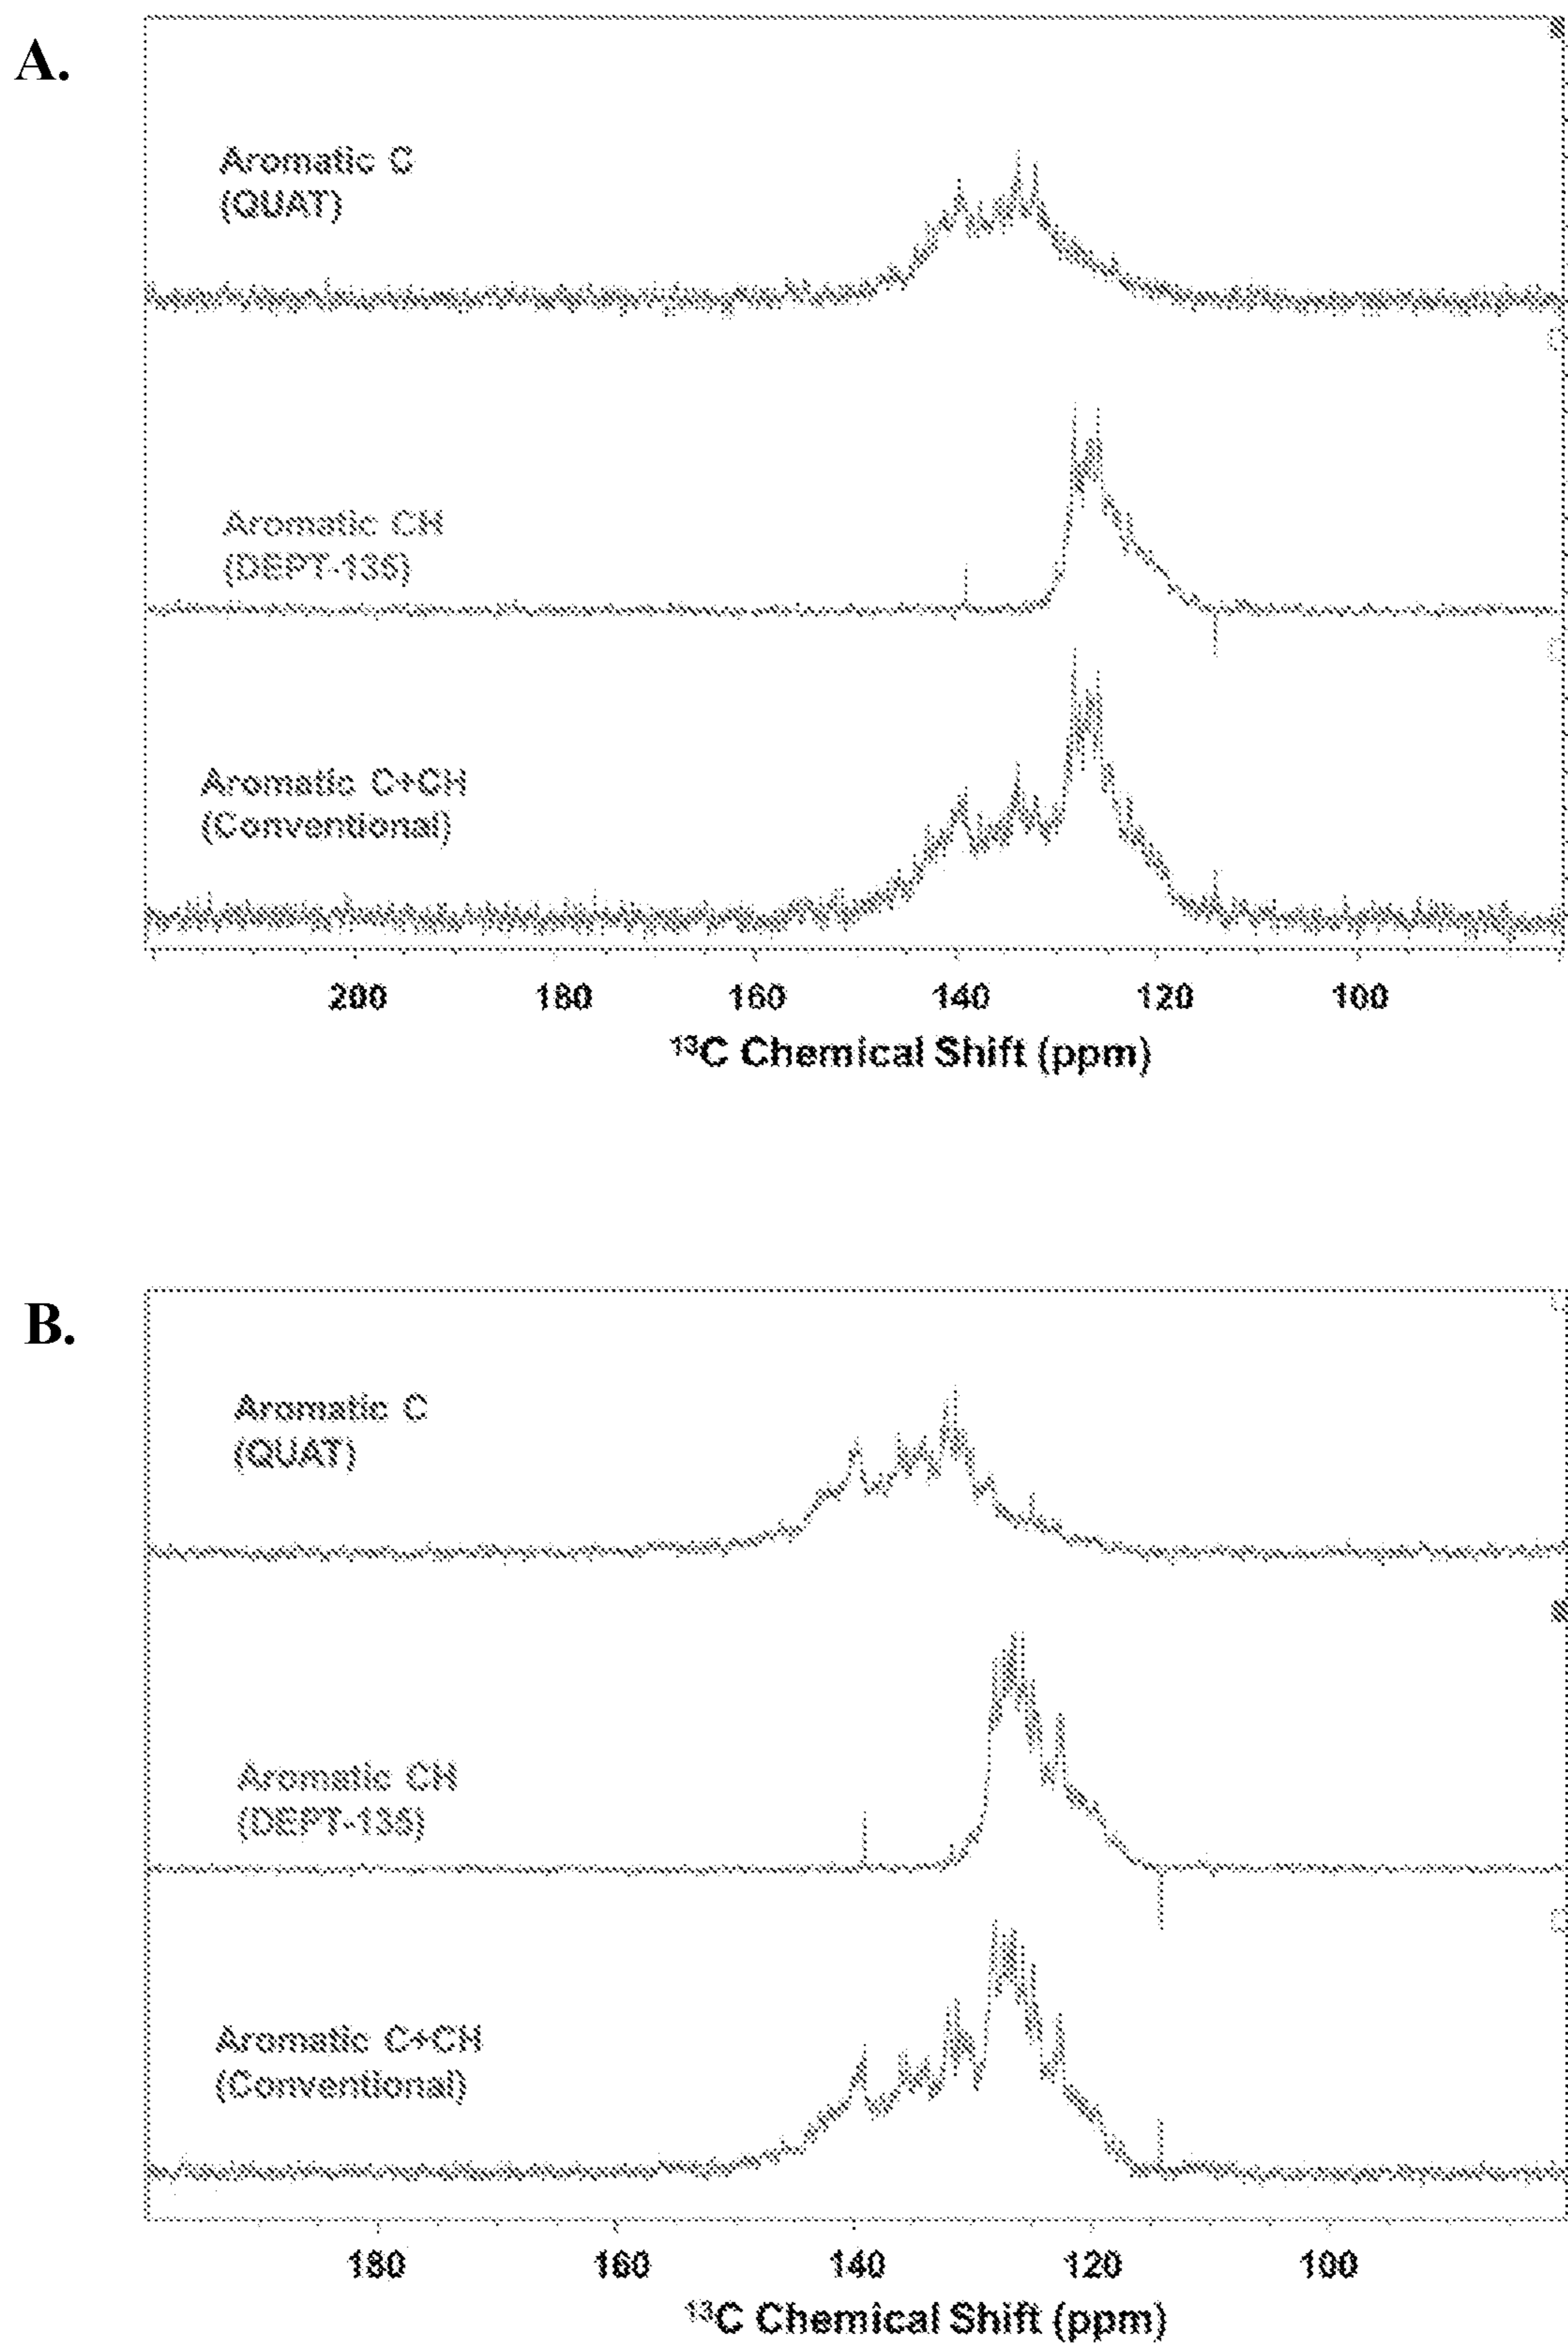 A.
Aromatic C
(QUAT)
Aromatic CH
(DEPT-135)
Aromatic C+CH
(Conventional)
200 180 160 140 120 100
¹³C Chemical Shift (ppm)
B.
Aromatic C
(QUAT)
Aromatic CH
(DEPT-135)
Aromatic C+CH
(Conventional)
180 160 140 120 100
¹³C Chemical Shift (ppm)